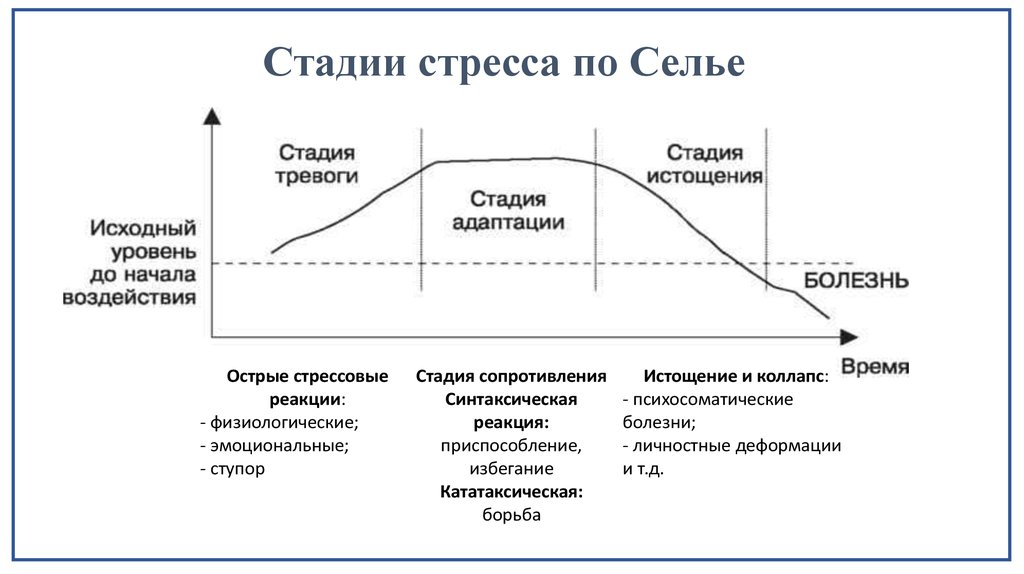 Стадии стресса по Селье
Стадия
тревоги
Стадия
адаптации
Стадия
истощения
Исходный
уровень
до начала
воздействия
БОЛЕЗНЬ
Время
Острые стрессовые
реакции:
- физиологические;
- эмоциональные;
- ступор
Стадия сопротивления
Синтаксическая
реакция:
приспособление,
избегание
Кататаксическая:
борьба
Истощение и коллапс:
- психосоматические
болезни;
- личностные деформации
и т.д.